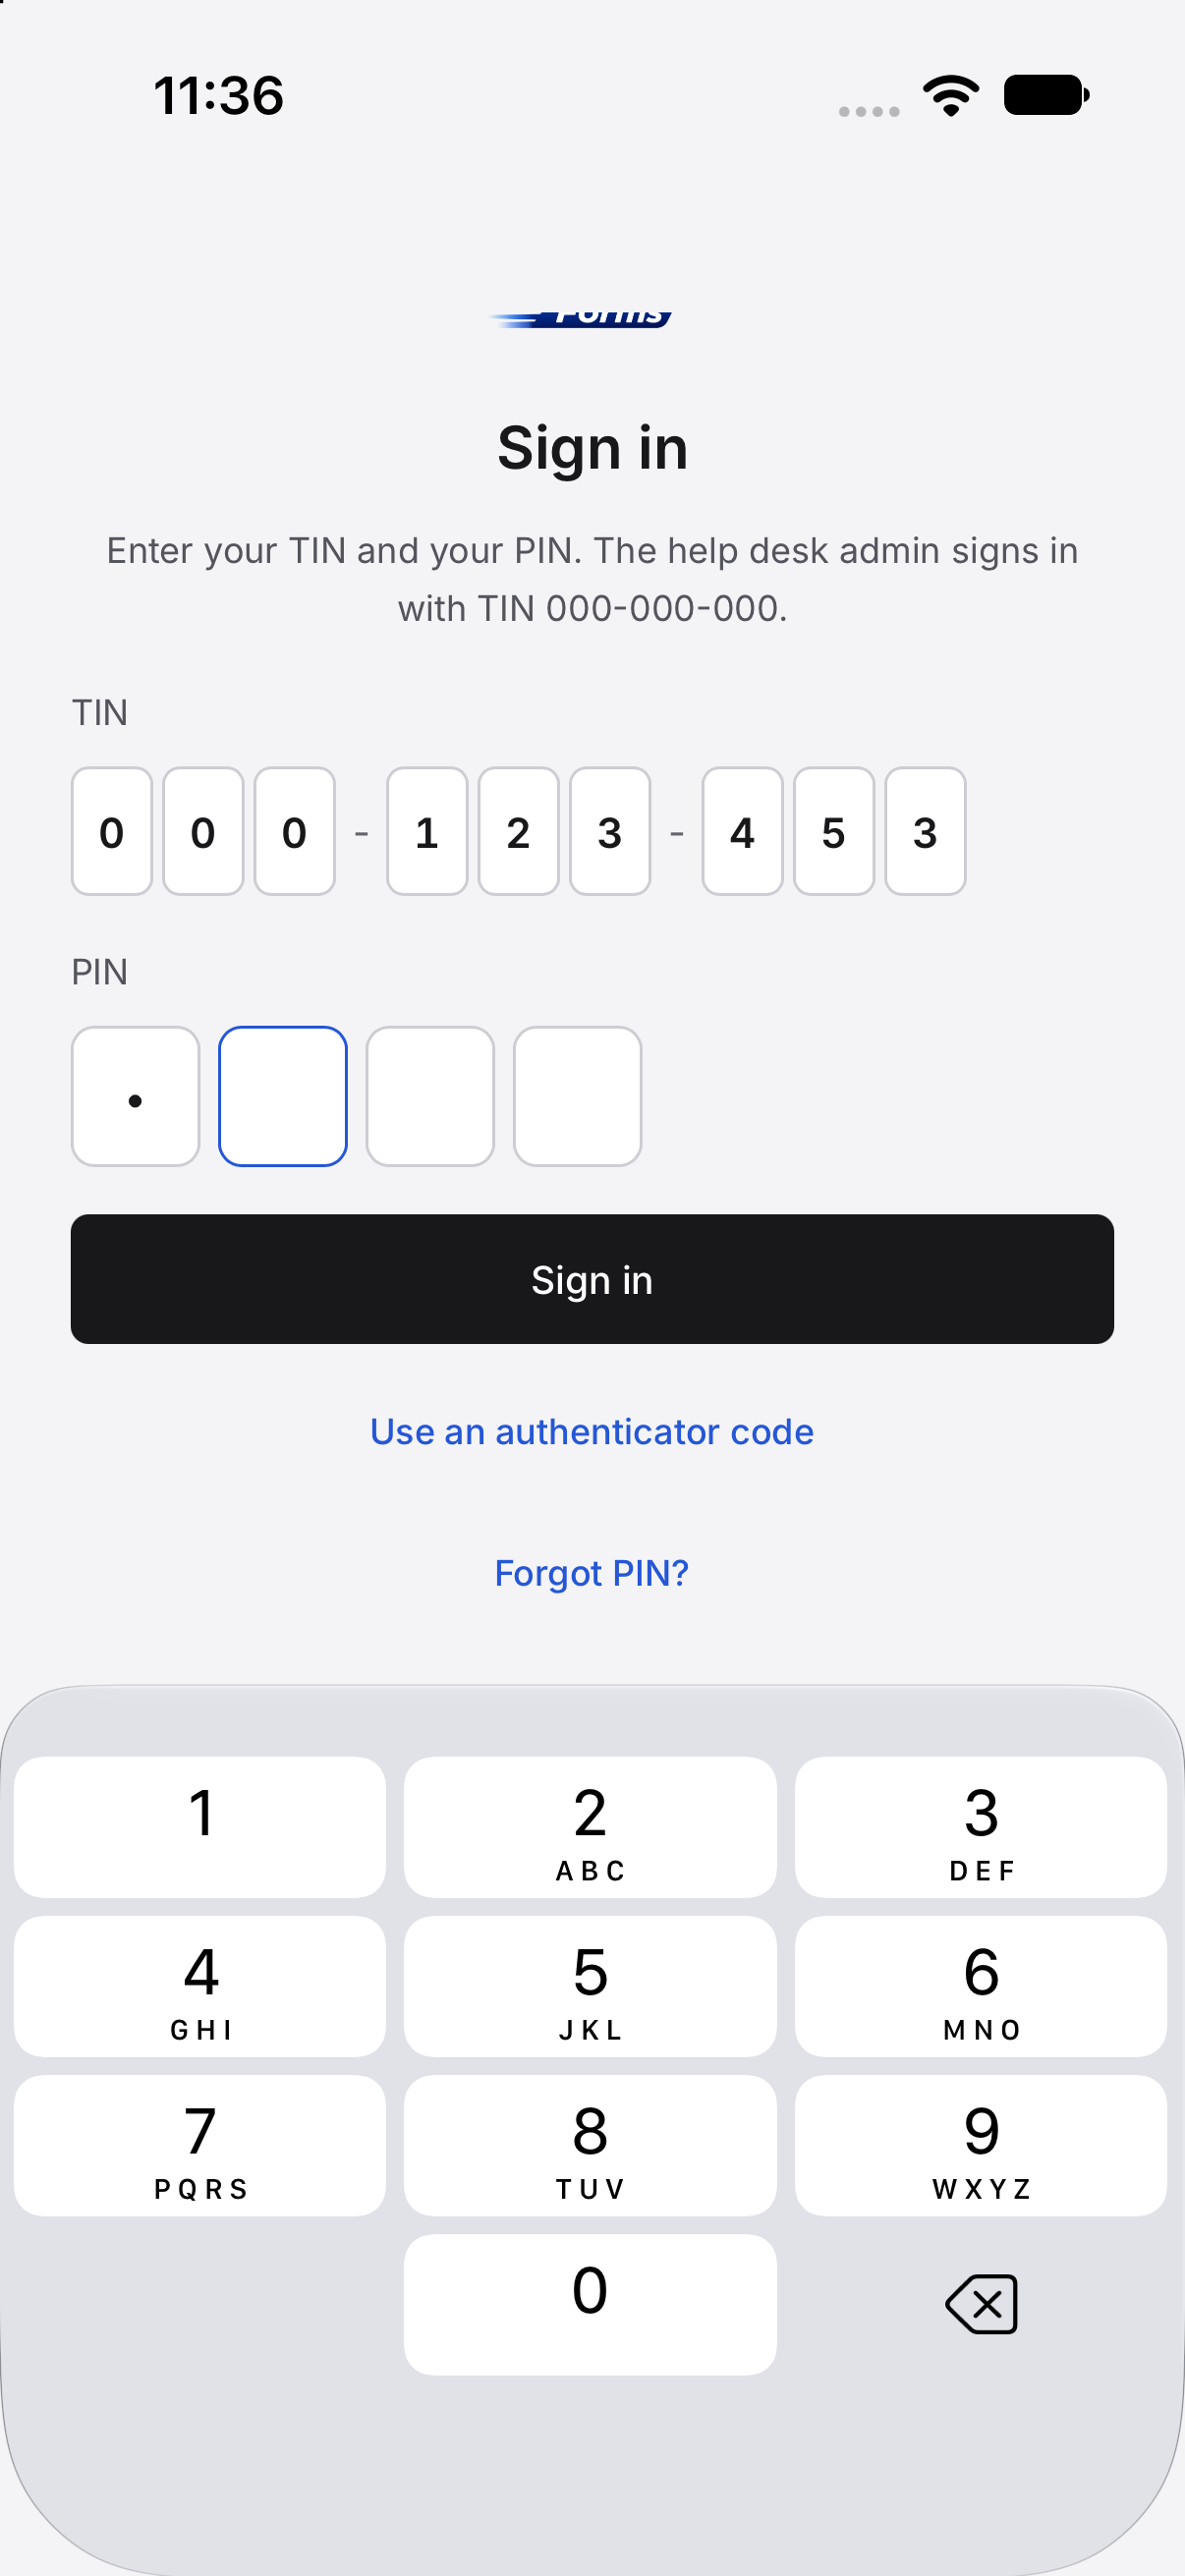 11:36
Forms
Sign in
Enter your TIN and your PIN. The help desk admin signs in
with TIN 000-000-000.
TIN
0 0 0 - 1 2 3 - 4 5 3
PIN
Sign in
Use an authenticator code
Forgot PIN?
1 2 3
ABC DEF
4 5 6
GHI JKL MNO
7 8 9
PQRS TUV WXYZ
0